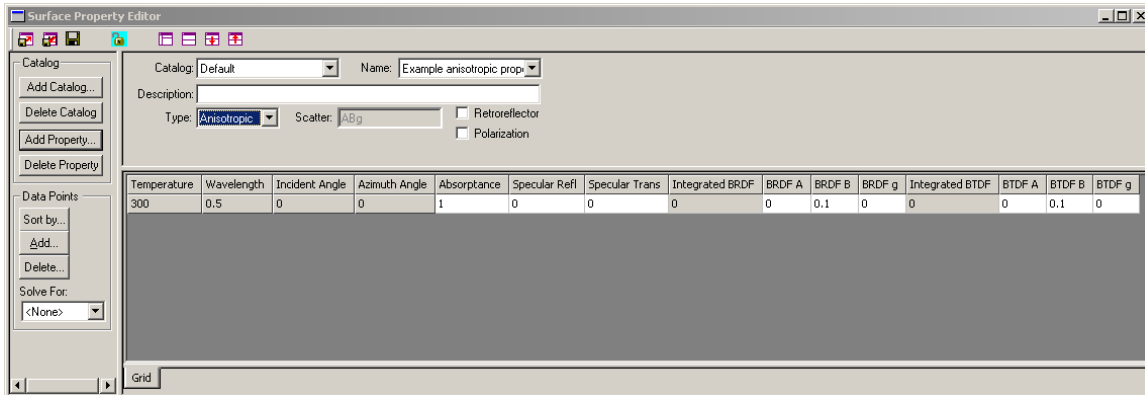 Surface Property Editor
Catalog
Add Catalog...
Delete Catalog
Add Property...
Delete Property
Data Points
Sort by...
Add...
Delete...
Solve For:
<None>
Catalog: Default Name: Example anisotropic prop
Description:
Type: Anisotropic Scatter: ABg Retroreflector
Polarization
Temperature Wavelength Incident Angle Azimuth Angle Absorptance Specular Refl Specular Trans Integrated BRDF BRDF A BRDF B BRDF g Integrated BTDF BTDF A BTDF B BTDF g
300 0.5 0 0 1 0 0 0 0 0.1 0 0 0 0.1 0
Grid